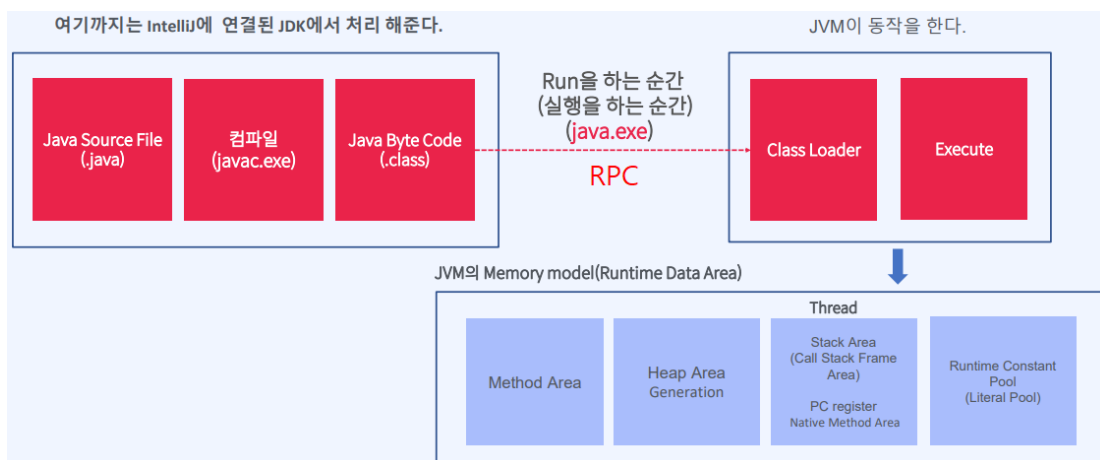 여기까지는 IntelliJ에 연결된 JDK에서 처리 해준다.
JVM이 동작을 한다.
Java Source File
(.java)
컴파일
(javac.exe)
Java Byte Code
(.class)
Run을 하는 순간
(실행을 하는 순간)
(java.exe)
RPC
Class Loader
Execute
JVM의 Memory model(Runtime Data Area)
Thread
Method Area
Heap Area
Generation
Stack Area
(Call Stack Frame
Area)
PC register
Native Method Area
Runtime Constant
Pool
(Literal Pool)